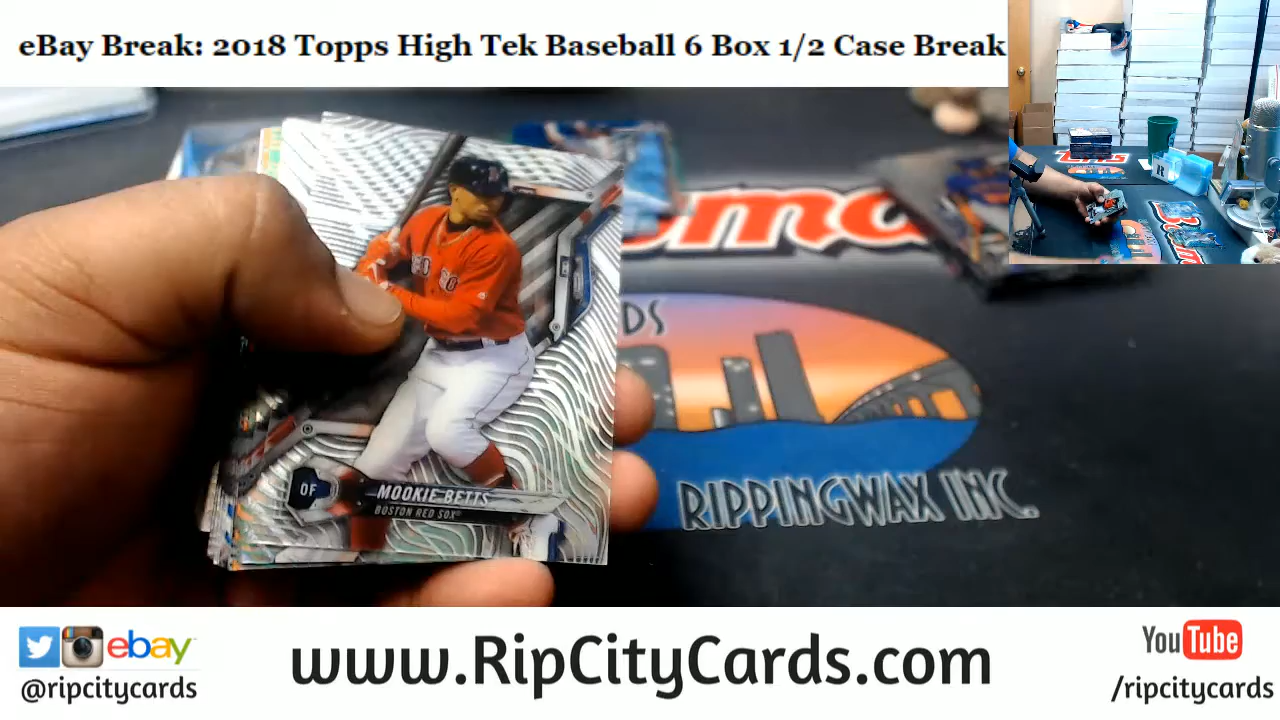 eBay Break: 2018 Topps High Tek Baseball 6 Box 1/2 Case Break
OF
MOOKIE BETTS
BOSTON RED SOX
DS
RIPPINGWAX INC.
ebay
@ripcitycards
www.RipCityCards.com
YouTube
/ripcitycards